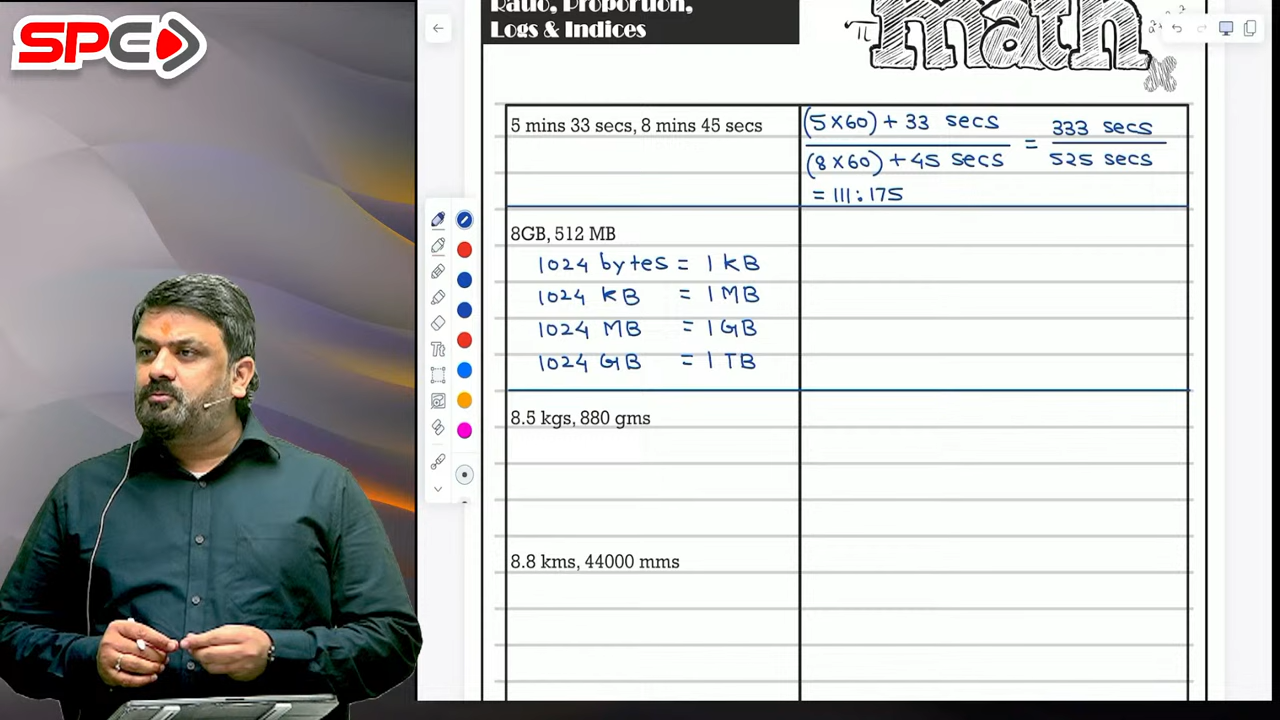 SPC
Ratio, Proportion,
Logs & Indices
π math
5 mins 33 secs, 8 mins 45 secs
(5×60) + 33 secs / (8×60) + 45 secs = 333 secs / 525 secs
= 111:175
8GB, 512 MB
1024 bytes = 1 KB
1024 KB = 1 MB
1024 MB = 1 GB
1024 GB = 1 TB
8.5 kgs, 880 gms
8.8 kms, 44000 mms